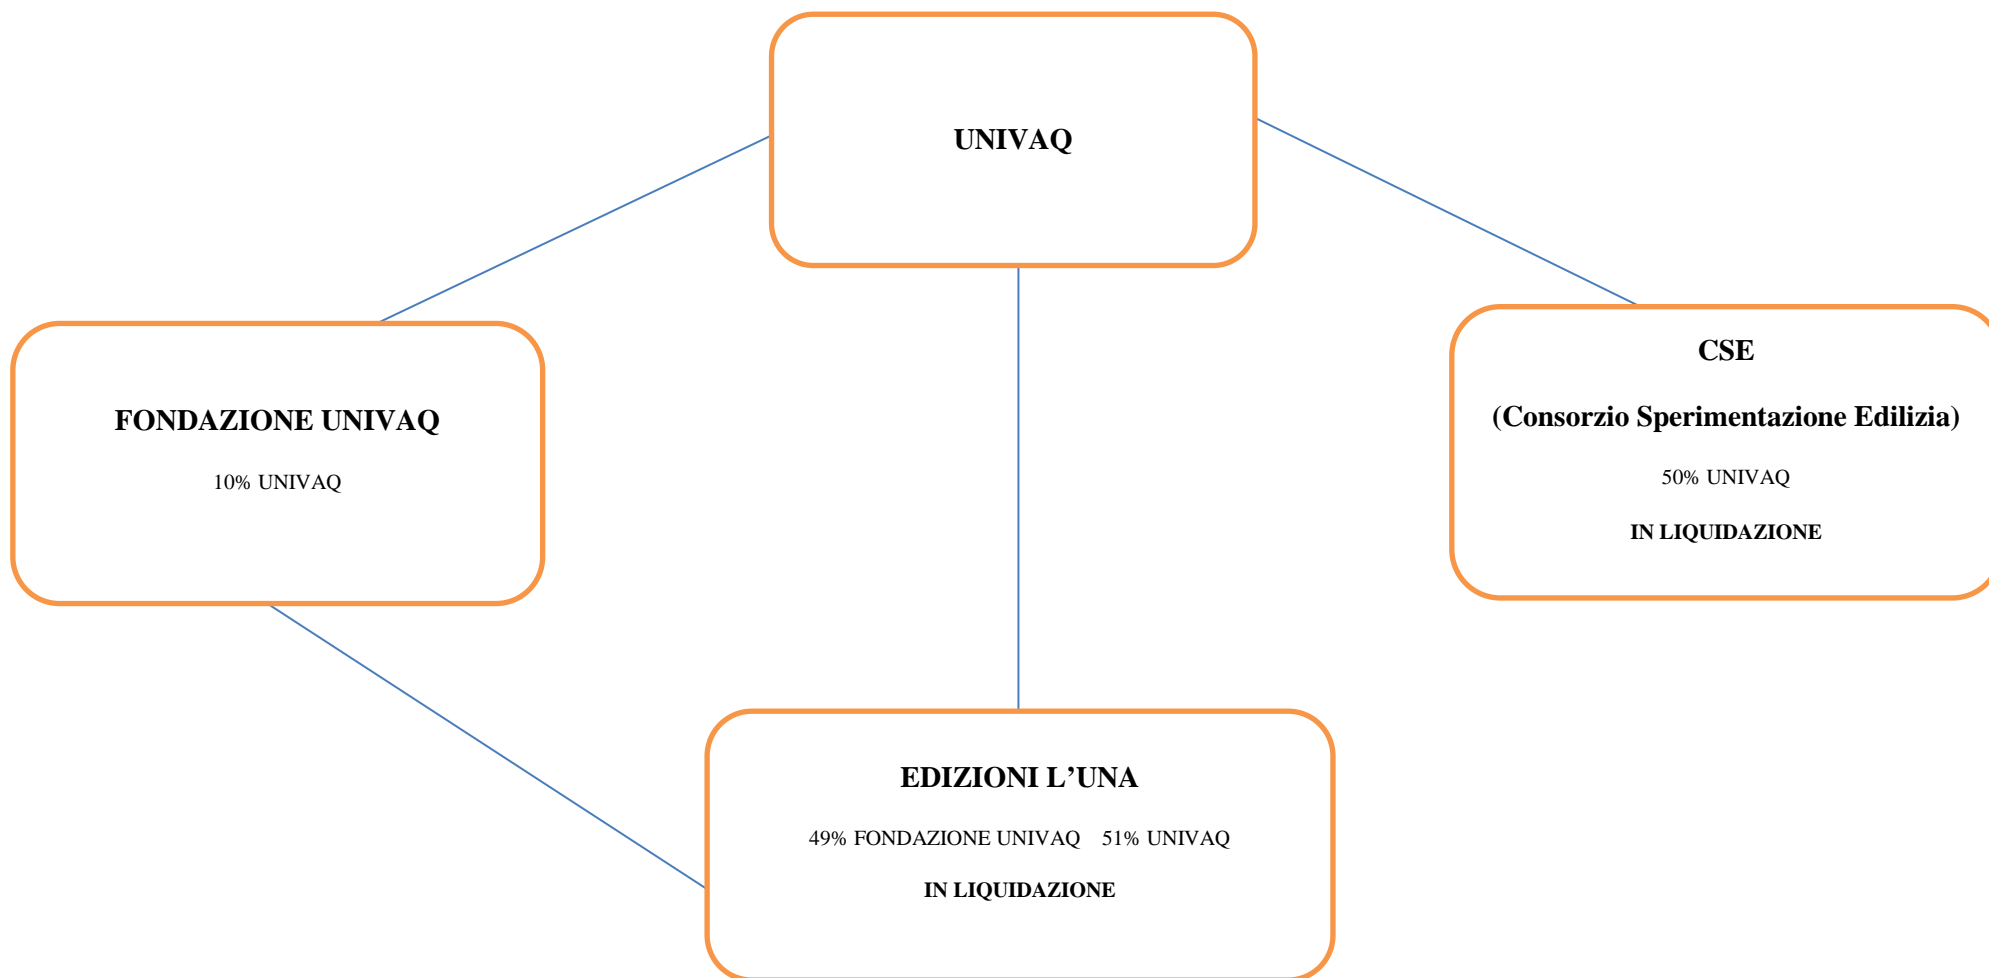 UNIVAQ
FONDAZIONE UNIVAQ
10% UNIVAQ
CSE
(Consorzio Sperimentazione Edilizia)
50% UNIVAQ
IN LIQUIDAZIONE
EDIZIONI L’UNA
49% FONDAZIONE UNIVAQ 51% UNIVAQ
IN LIQUIDAZIONE